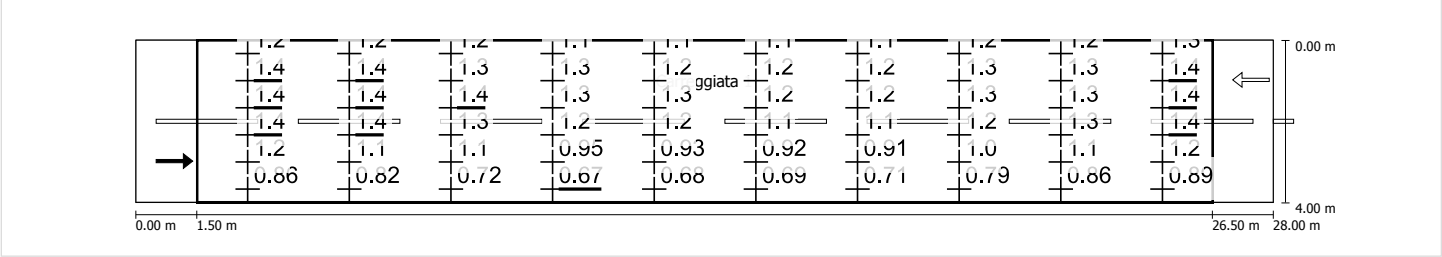 1.2 1.2 1.2 1.1 1.1 1.1 1.1 1.2 1.2 1.3 0.00 m
1.4 1.4 1.3 1.3 1.2 1.2 1.2 1.3 1.3 1.4
ggiata
1.4 1.4 1.4 1.3 1.3 1.2 1.2 1.3 1.3 1.4
1.4 1.4 1.3 1.2 1.2 1.1 1.1 1.2 1.3 1.4
1.2 1.1 1.1 0.95 0.93 0.92 0.91 1.0 1.1 1.2
0.86 0.82 0.72 0.67 0.68 0.69 0.71 0.79 0.86 0.89
4.00 m
0.00 m 1.50 m 26.50 m 28.00 m